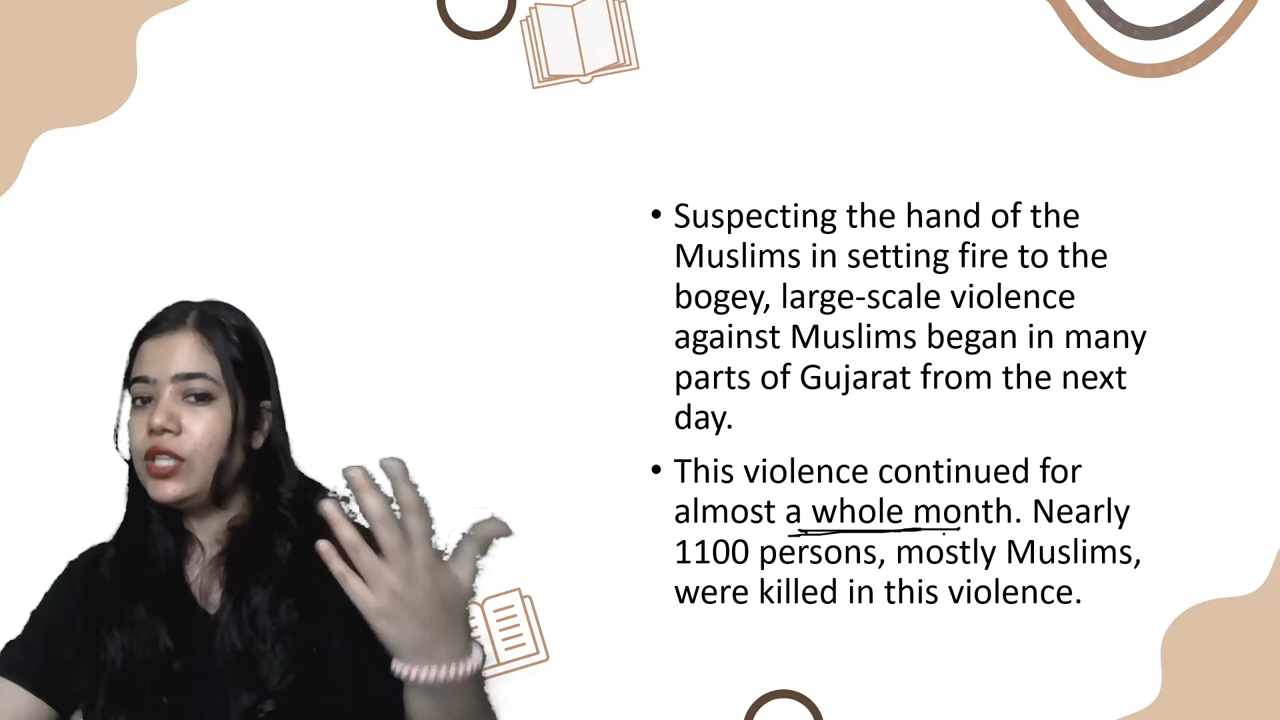 • Suspecting the hand of the
Muslims in setting fire to the
bogey, large-scale violence
against Muslims began in many
parts of Gujarat from the next
day.
• This violence continued for
almost a whole month. Nearly
1100 persons, mostly Muslims,
were killed in this violence.